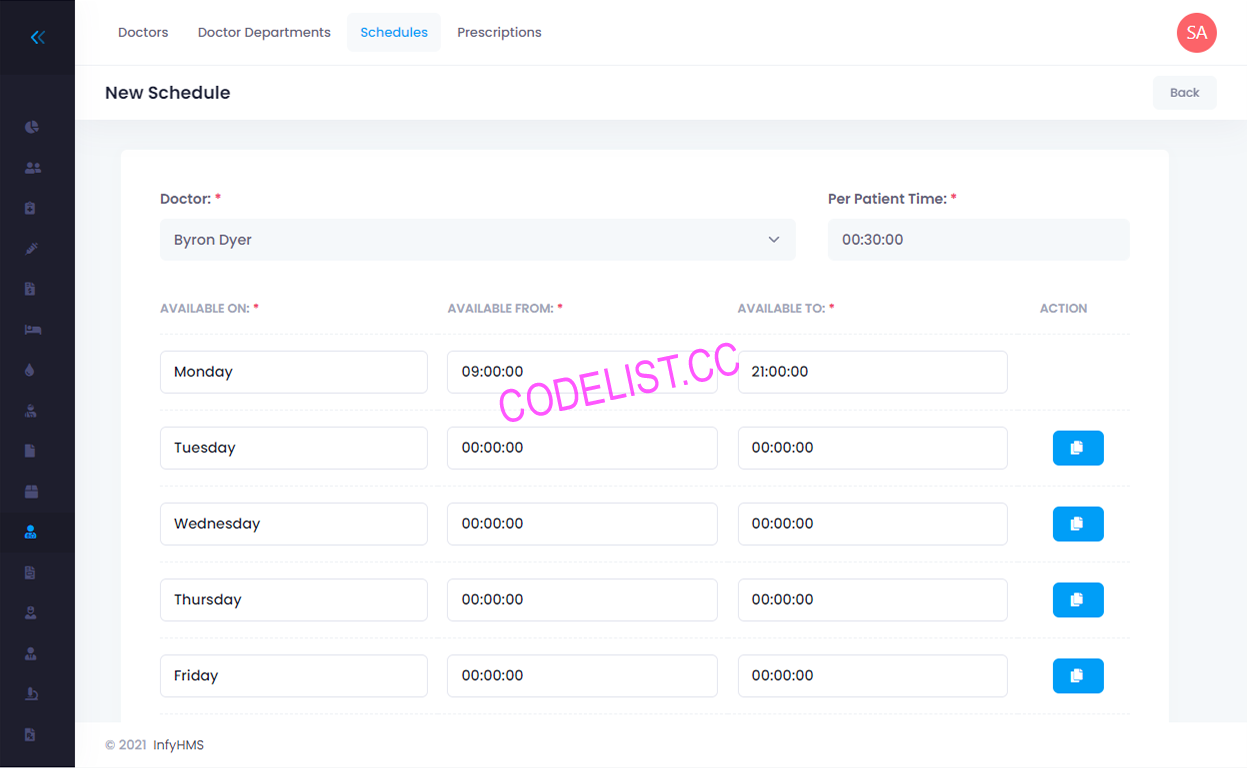 Doctors Doctor Departments Schedules Prescriptions SA
New Schedule Back
Doctor: * Per Patient Time: *
Byron Dyer 00:30:00
AVAILABLE ON: * AVAILABLE FROM: * AVAILABLE TO: * ACTION
Monday 09:00:00 21:00:00
CODELIST.CC
Tuesday 00:00:00 00:00:00
Wednesday 00:00:00 00:00:00
Thursday 00:00:00 00:00:00
Friday 00:00:00 00:00:00
© 2021 InfyHMS